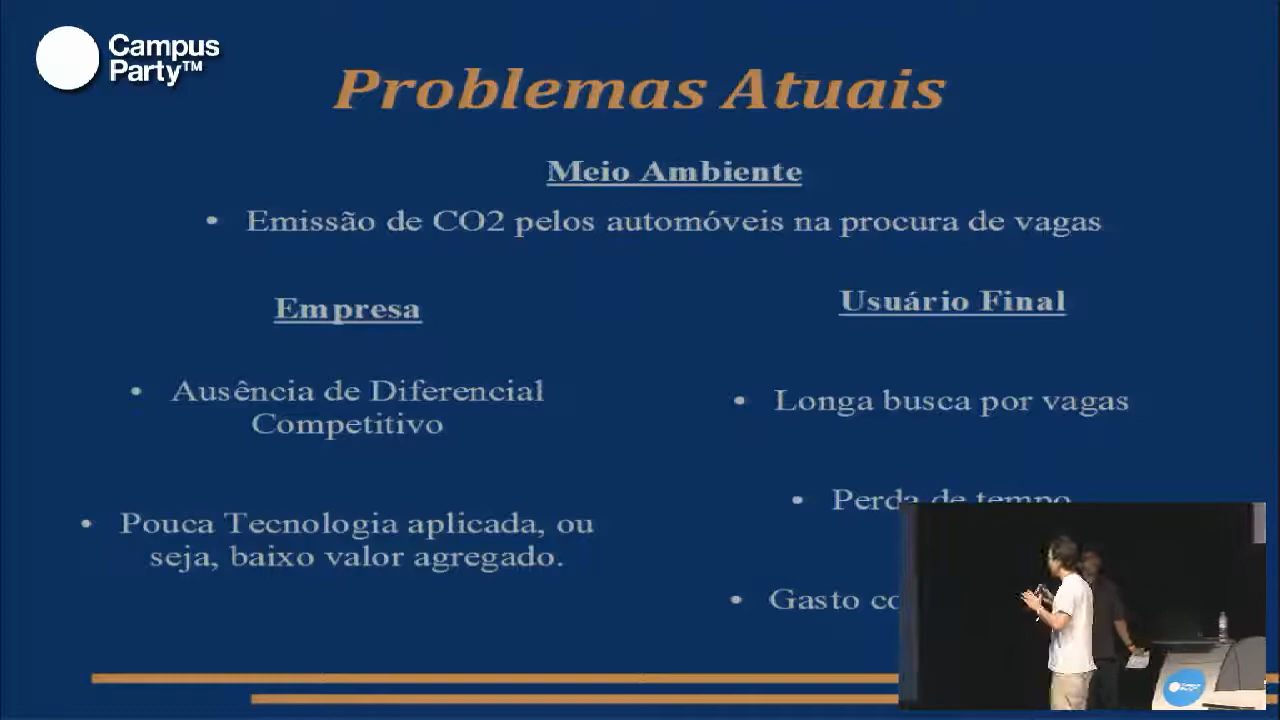 Campus
Party™
Problemas Atuais
Meio Ambiente
• Emissão de CO2 pelos automóveis na procura de vagas
Empresa
• Ausência de Diferencial
Competitivo
• Pouca Tecnologia aplicada, ou
seja, baixo valor agregado.
Usuário Final
• Longa busca por vagas
• Perda de tempo
• Gasto
Campus